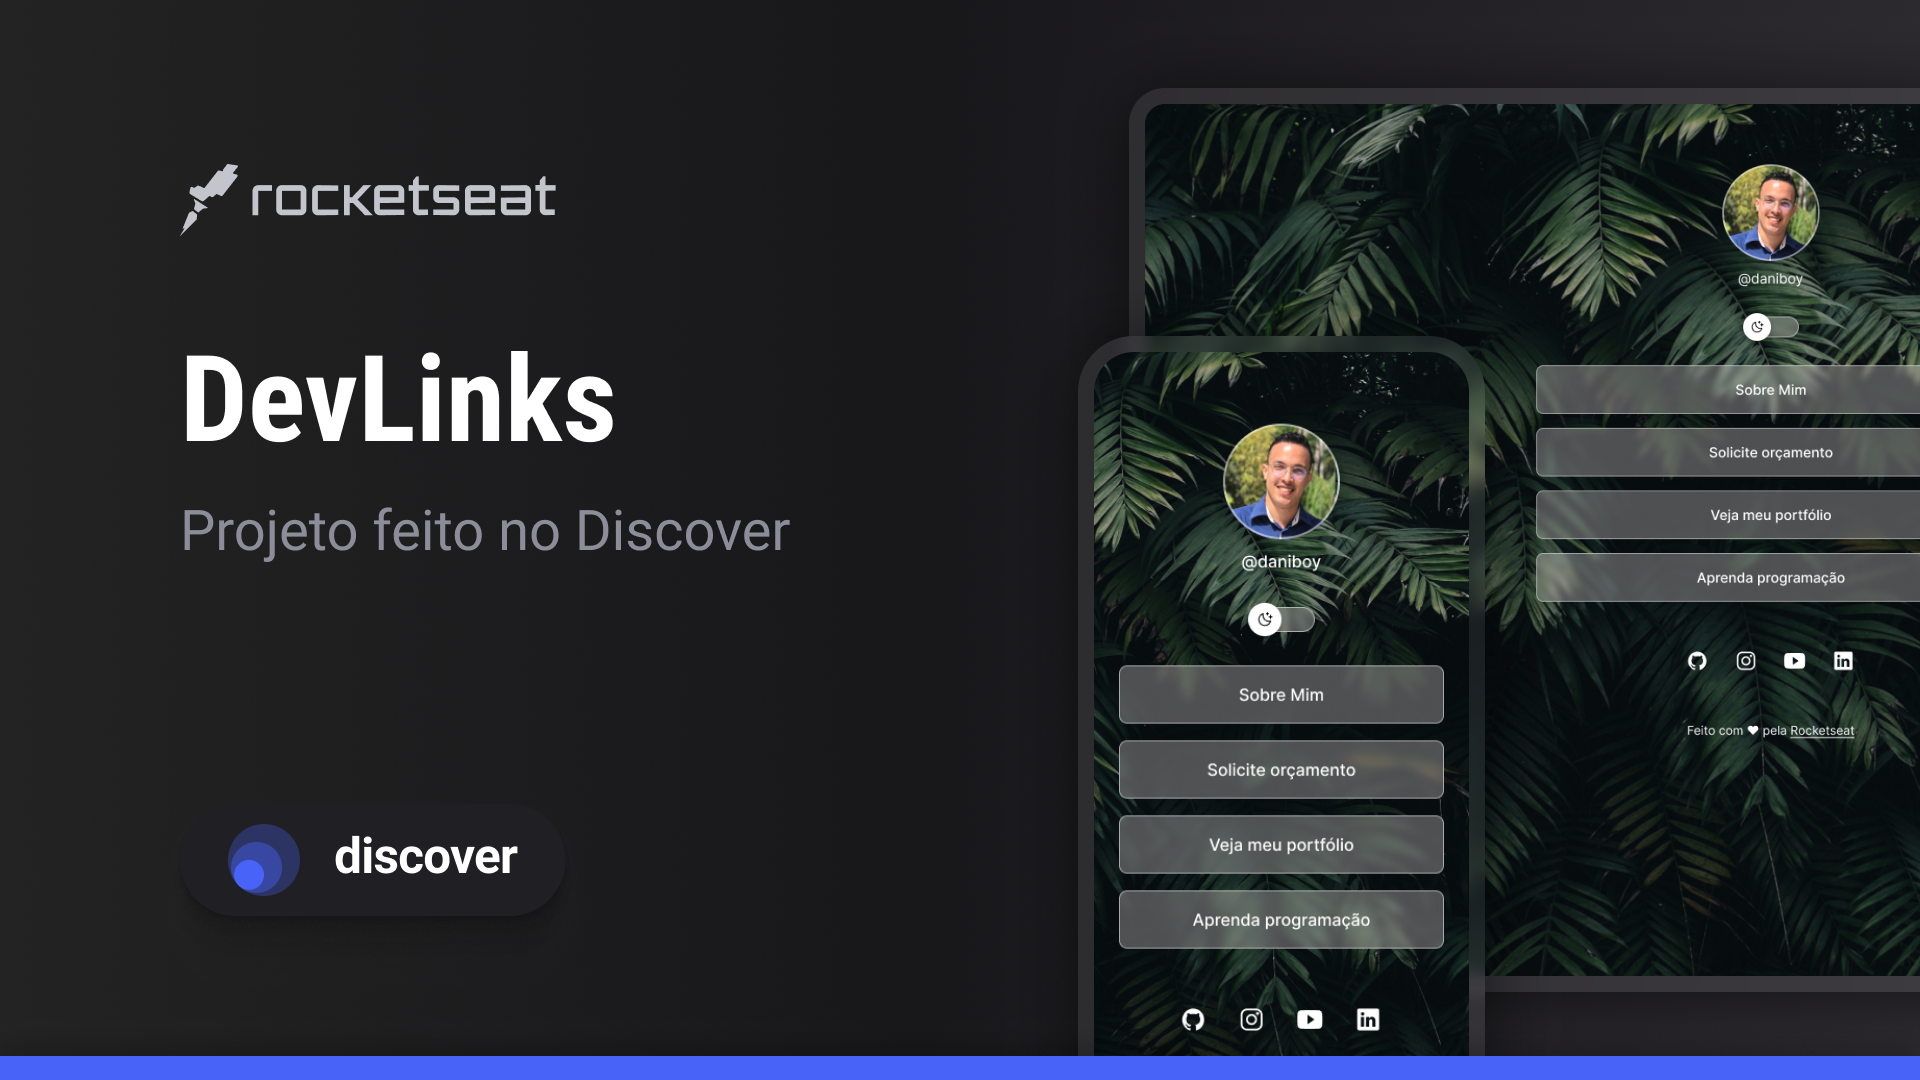 rocketseat
DevLinks
Projeto feito no Discover
discover
@daniboy
Sobre Mim
Solicite orçamento
Veja meu portfólio
Aprenda programação
@daniboy
Sobre Mim
Solicite orçamento
Veja meu portfólio
Aprenda programação
Feito com ♥ pela Rocketseat